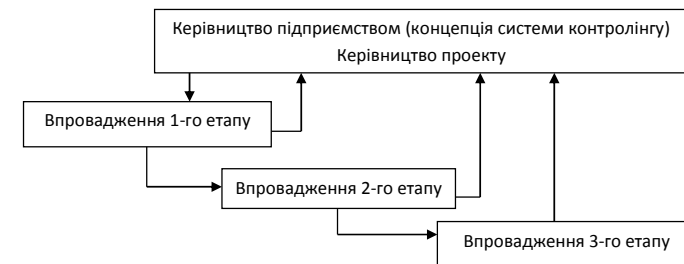 Керівництво підприємством (концепція системи контролінгу)
Керівництво проекту
Впровадження 1-го етапу
Впровадження 2-го етапу
Впровадження 3-го етапу